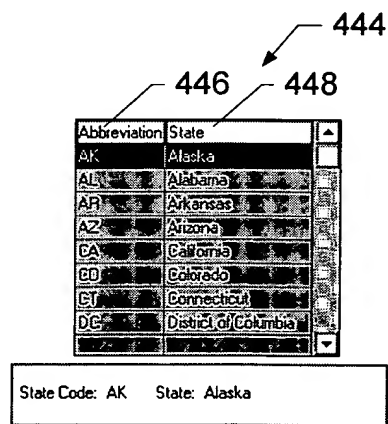 444
446 448
Abbreviation State
AK Alaska
AL Alabama
AR Arkansas
AZ Arizona
CA California
CO Colorado
CT Connecticut
DC District of Columbia
State Code: AK State: Alaska